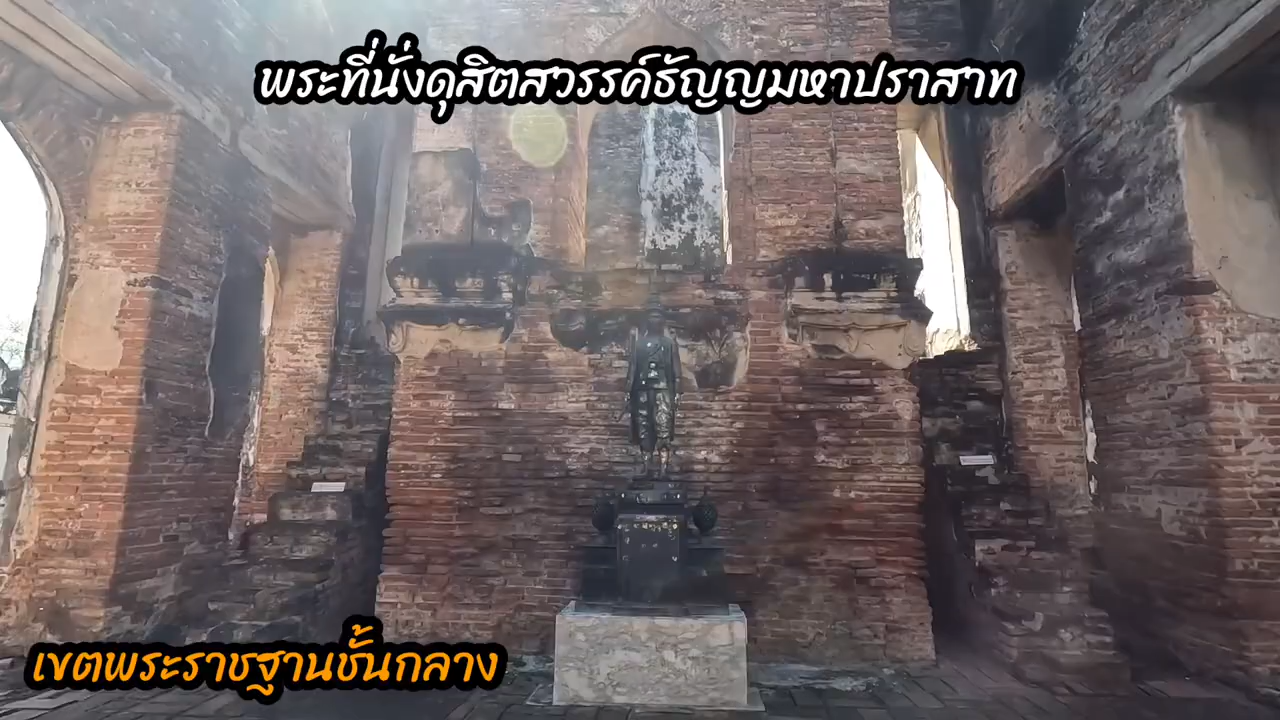 พระที่นั่งดุสิตสวรรค์ธัญญมหาปราสาท
เขตพระราชฐานชั้นกลาง